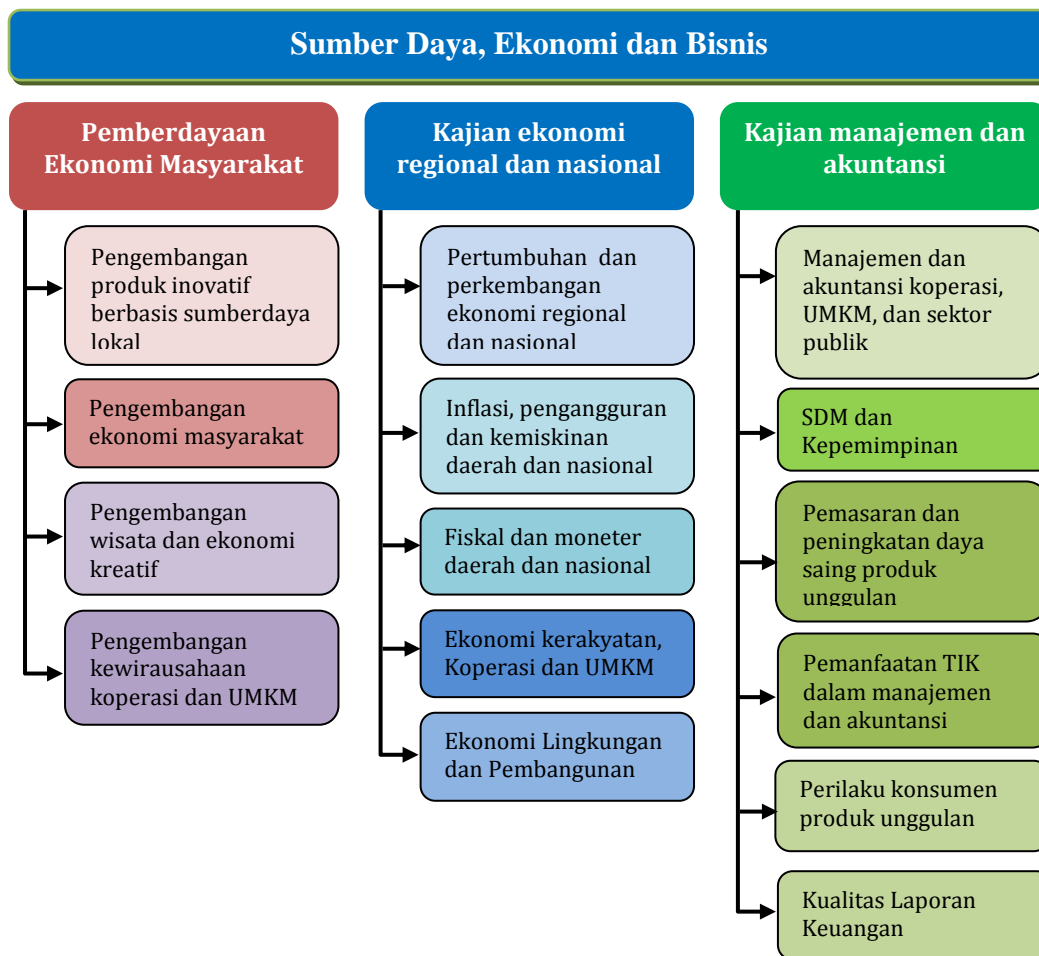 Sumber Daya, Ekonomi dan Bisnis
Pemberdayaan
Ekonomi Masyarakat
Pengembangan
produk inovatif
berbasis sumberdaya
lokal
Pengembangan
ekonomi masyarakat
Pengembangan
wisata dan ekonomi
kreatif
Pengembangan
kewirausahaan
koperasi dan UMKM
Kajian ekonomi
regional dan nasional
Pertumbuhan dan
perkembangan
ekonomi regional
dan nasional
Inflasi, pengangguran
dan kemiskinan
daerah dan nasional
Fiskal dan moneter
daerah dan nasional
Ekonomi kerakyatan,
Koperasi dan UMKM
Ekonomi Lingkungan
dan Pembangunan
Kajian manajemen dan
akuntansi
Manajemen dan
akuntansi koperasi,
UMKM, dan sektor
publik
SDM dan
Kepemimpinan
Pemasaran dan
peningkatan daya
saing produk
unggulan
Pemanfaatan TIK
dalam manajemen
dan akuntansi
Perilaku konsumen
produk unggulan
Kualitas Laporan
Keuangan